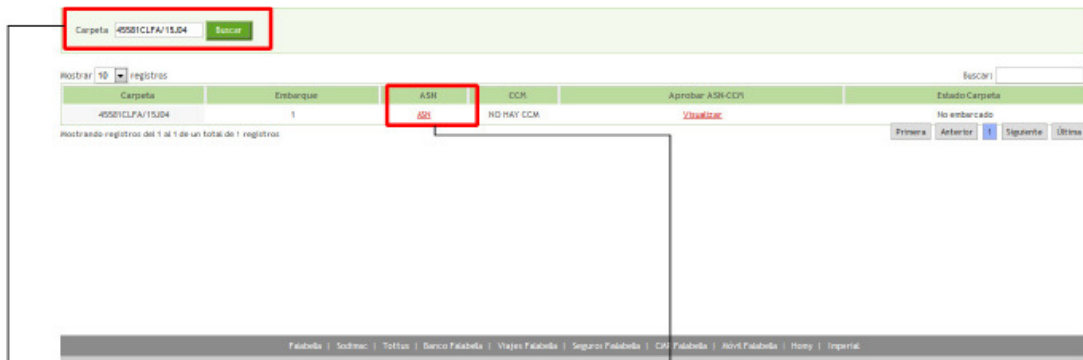 Carpeta 45581CLFA/15J04 Buscar
Mostrar 10 registros Buscar:
Carpeta Embarque ASN CCM Aprobar ASN-CCM Estado Carpeta
45581CLFA/15J04 1 ASN NO HAY CCM Visualizar No embarcado
Mostrando registros del 1 al 1 de un total de 1 registros Primera Anterior 1 Siguiente Última
Falabella | Sodimac | Tottus | Banco Falabella | Viajes Falabella | Seguros Falabella | CMR Falabella | Móvil Falabella | Homy | Imperial